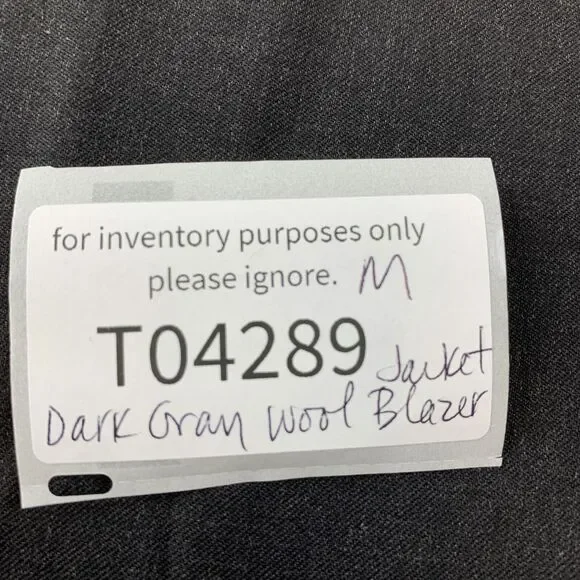 for inventory purposes only
please ignore. M
T04289 Jacket
Dark Gray Wool Blazer